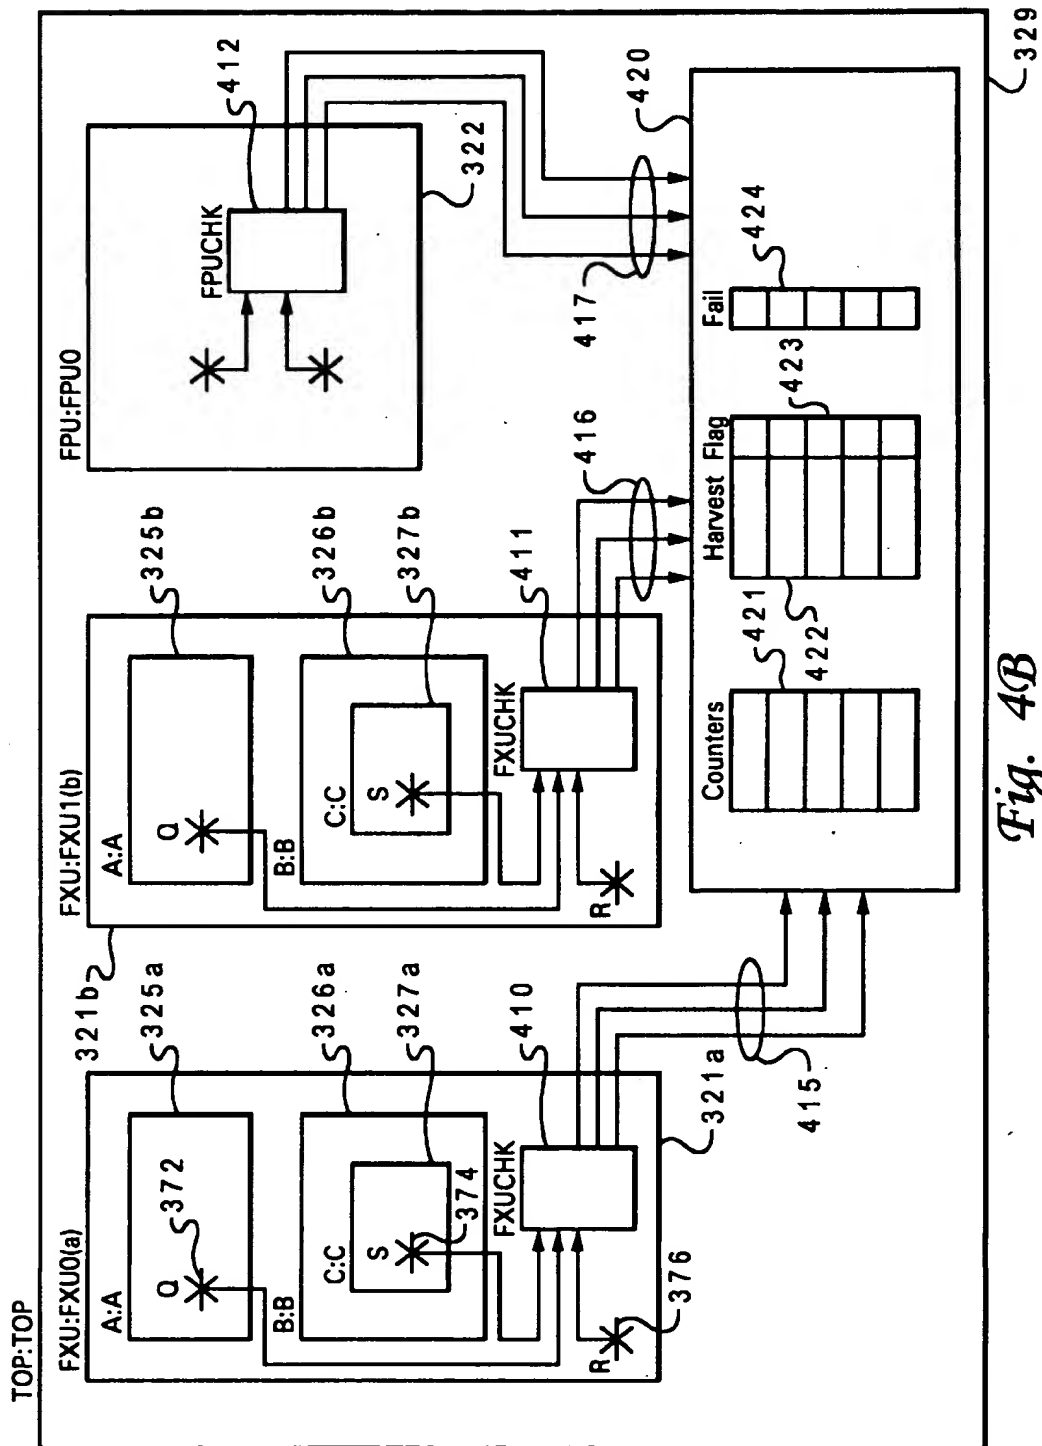 TOP:TOP
FXU:FXU0(a)
A:A
Q
372
325a
B:B
C:C
S
374
326a
327a
FXUCHK
410
R
376
321a
415
321b
FXU:FXU1(b)
A:A
Q
325b
B:B
C:C
S
326b
327b
FXUCHK
411
R
416
FPU:FPU0
FPUCHK
412
322
417
420
Counters
421
Harvest
422
Flag
423
Fail
424
329
Fig. 4B